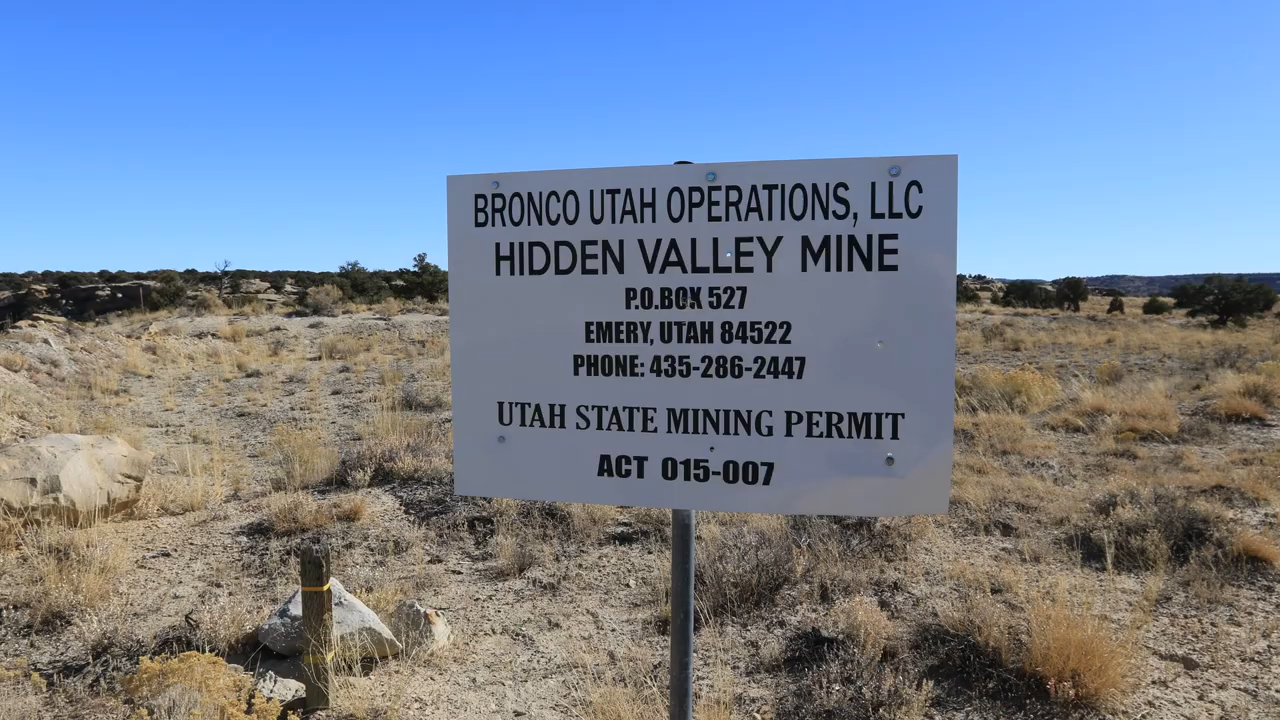 BRONCO UTAH OPERATIONS, LLC
HIDDEN VALLEY MINE
P.O.BOX 527
EMERY, UTAH 84522
PHONE: 435-286-2447
UTAH STATE MINING PERMIT
ACT 015-007